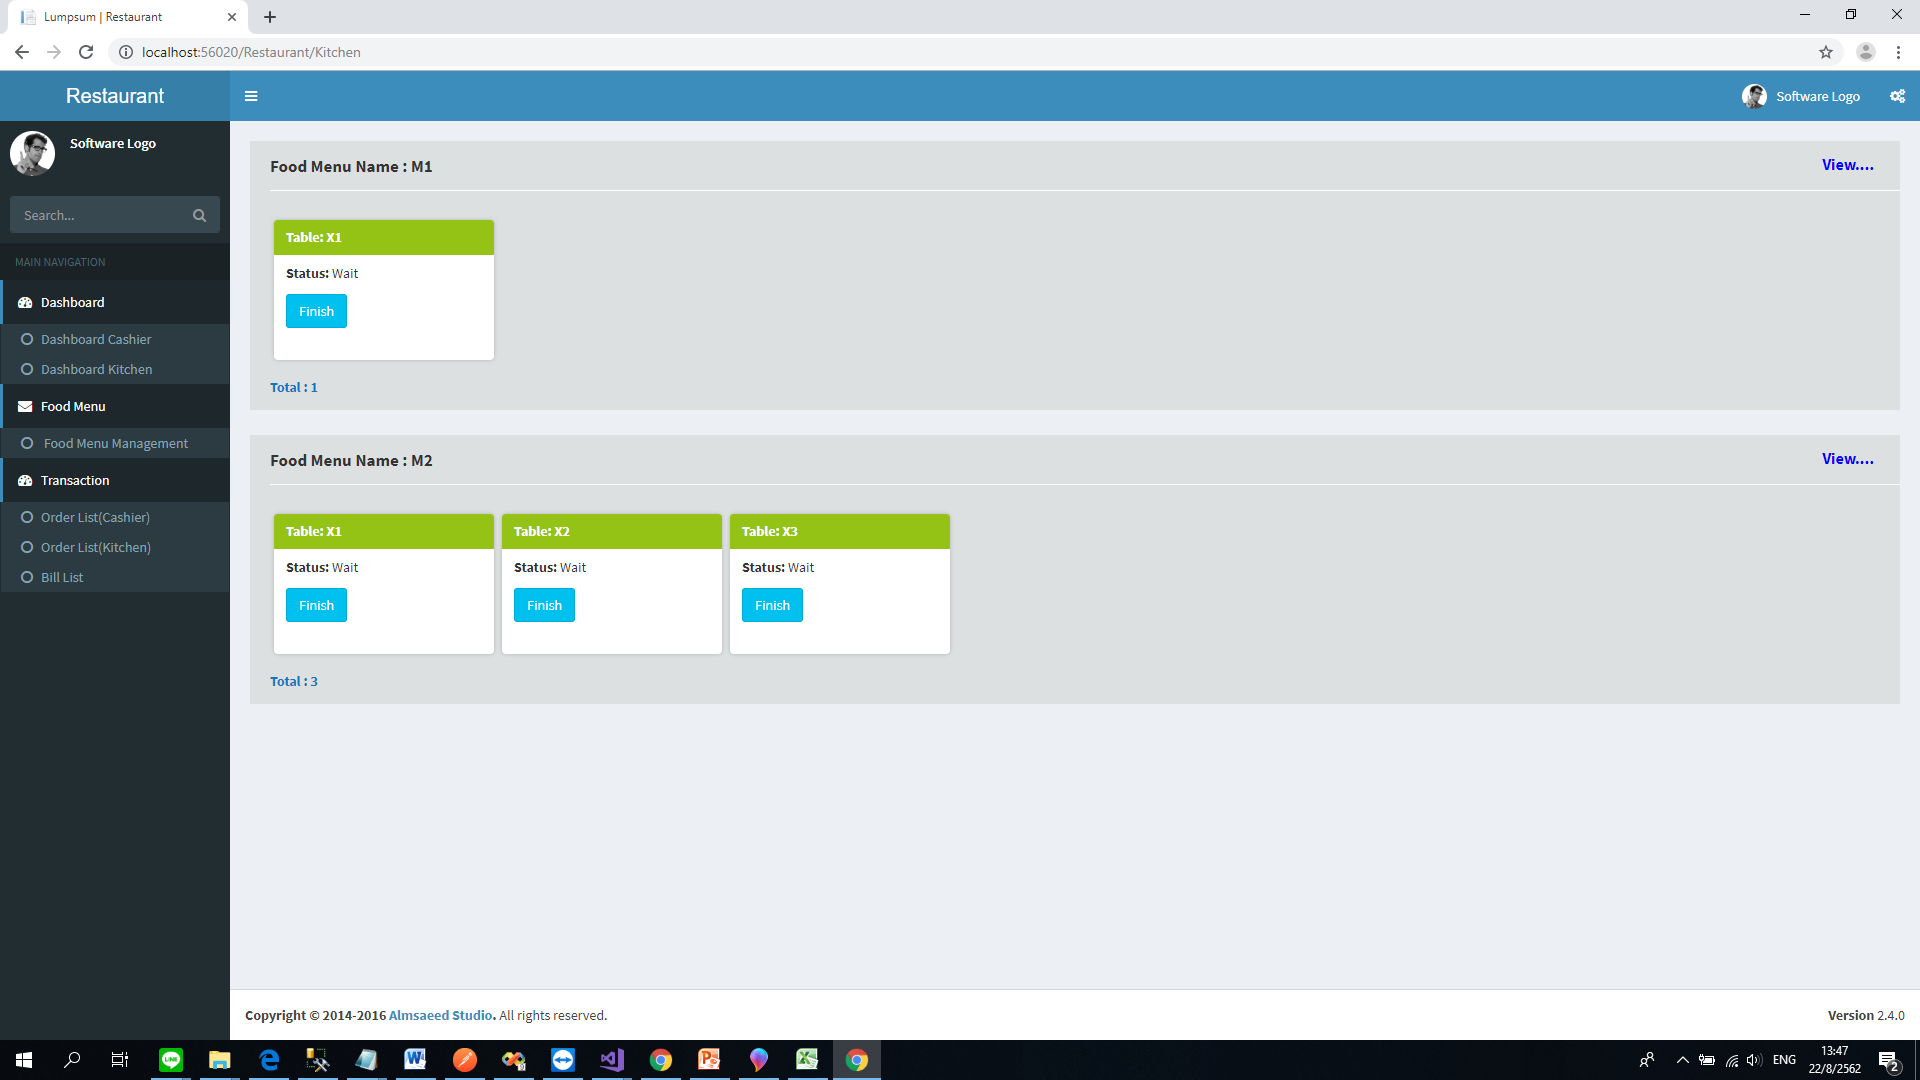 Lumpsum | Restaurant
localhost:56020/Restaurant/Kitchen
Restaurant
Software Logo
Software Logo
Search...
MAIN NAVIGATION
Dashboard
Dashboard Cashier
Dashboard Kitchen
Food Menu
Food Menu Management
Transaction
Order List(Cashier)
Order List(Kitchen)
Bill List
Food Menu Name : M1
View....
Table: X1
Status: Wait
Finish
Total : 1
Food Menu Name : M2
View....
Table: X1
Status: Wait
Finish
Table: X2
Status: Wait
Finish
Table: X3
Status: Wait
Finish
Total : 3
Copyright © 2014-2016 Almsaeed Studio. All rights reserved.
Version 2.4.0
LINE
ENG
13:47
22/8/2562
2